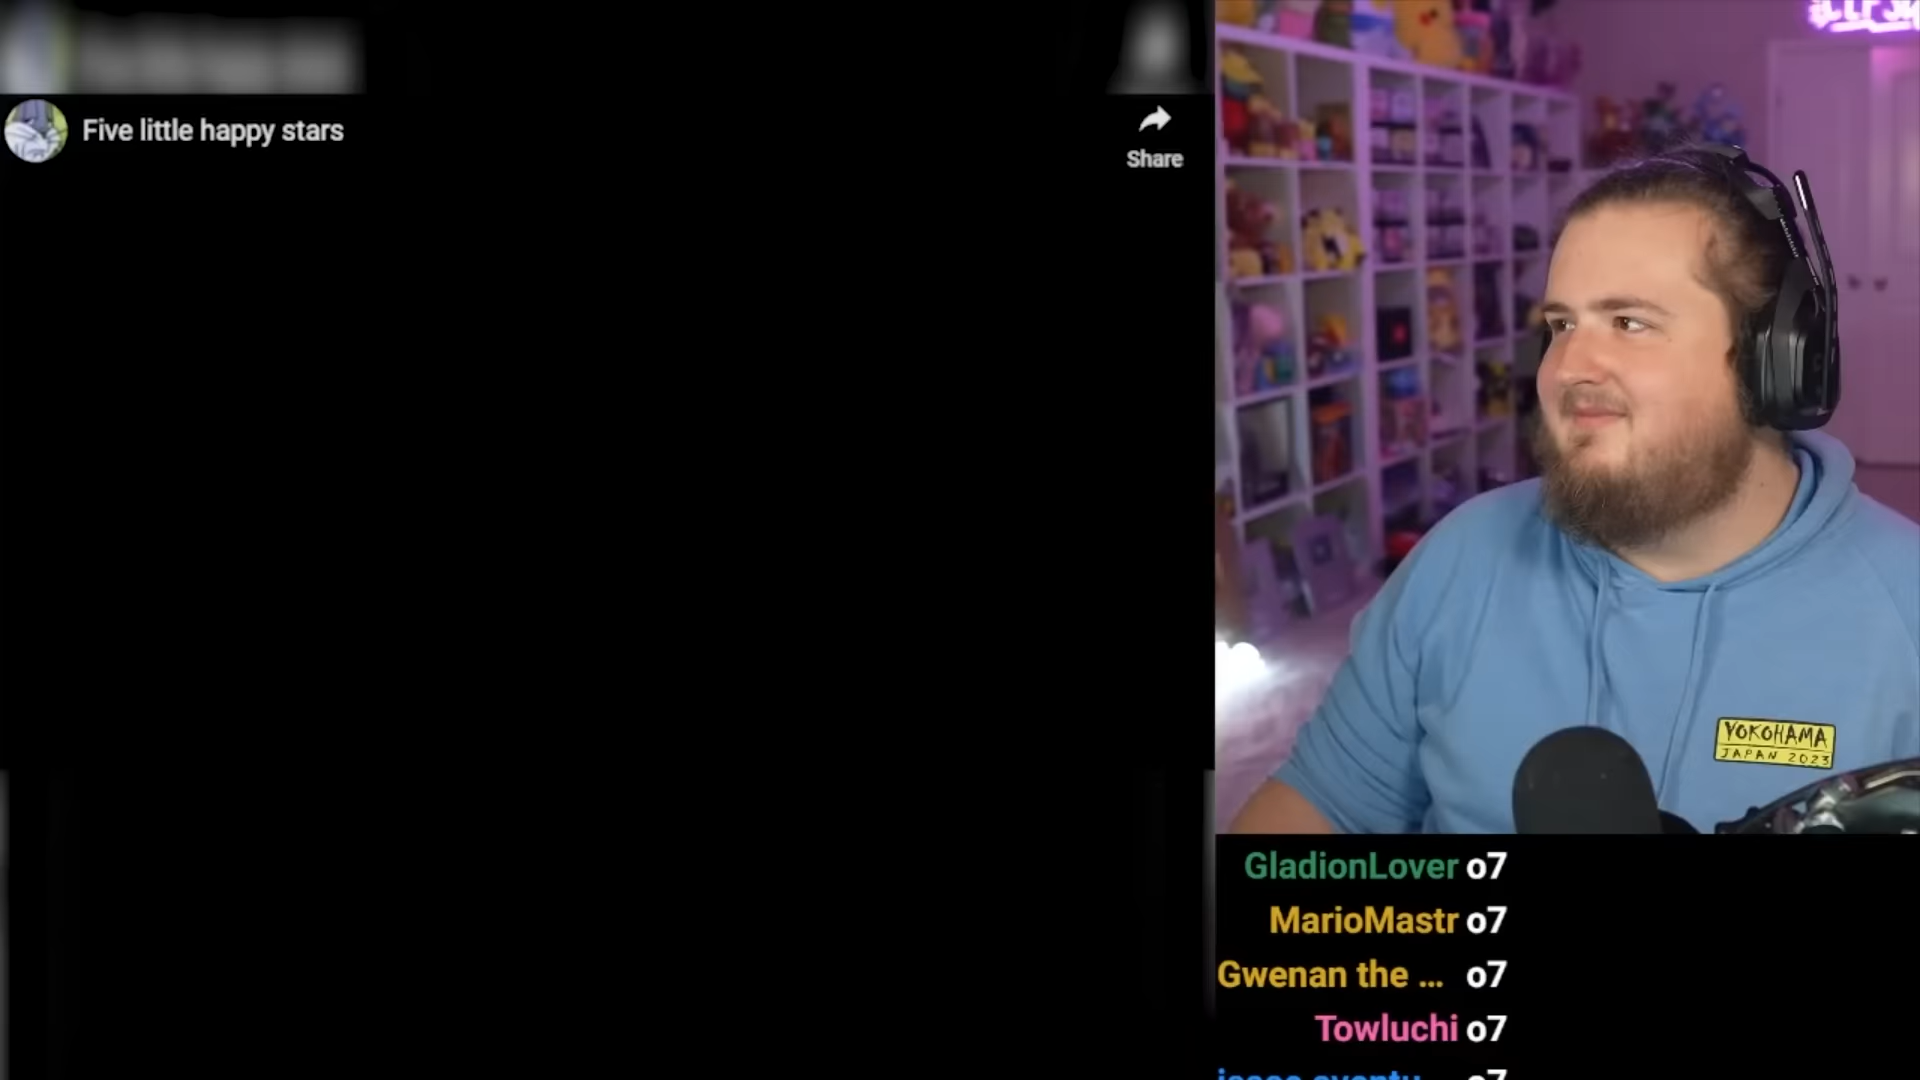 Five little happy stars
Share
YOKOHAMA
JAPAN 2023
GladionLover o7
MarioMastr o7
Gwenan the ... o7
Towluchi o7